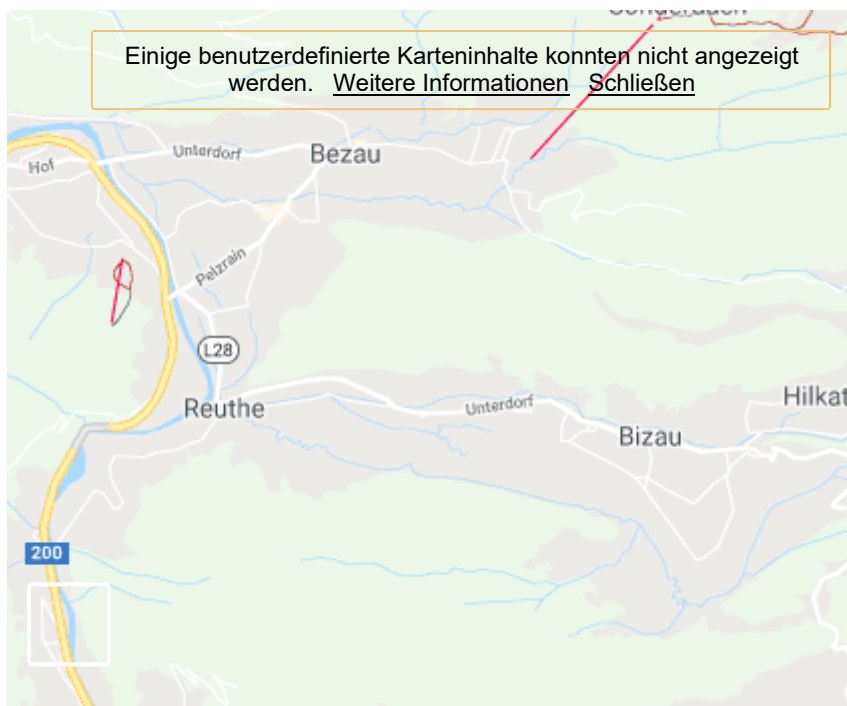 Einige benutzerdefinierte Karteninhalte konnten nicht angezeigt
werden. Weitere Informationen Schließen
Unterdorf
Bezau
Hof
Pelzrain
L28
Reuthe
Unterdorf
Hilkat
Bizau
200